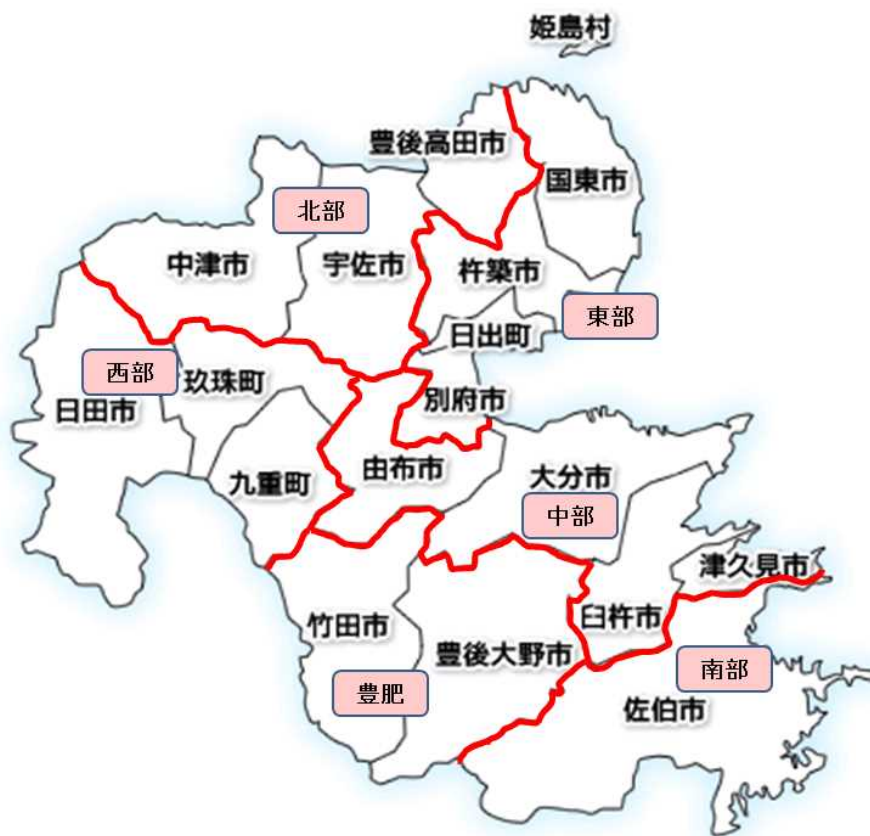 姫島村
豊後高田市
国東市
北部
中津市
宇佐市
杵築市
東部
日出町
西部
玖珠町
日田市
別府市
九重町
由布市
大分市
中部
津久見市
竹田市
臼杵市
豊後大野市
南部
豊肥
佐伯市